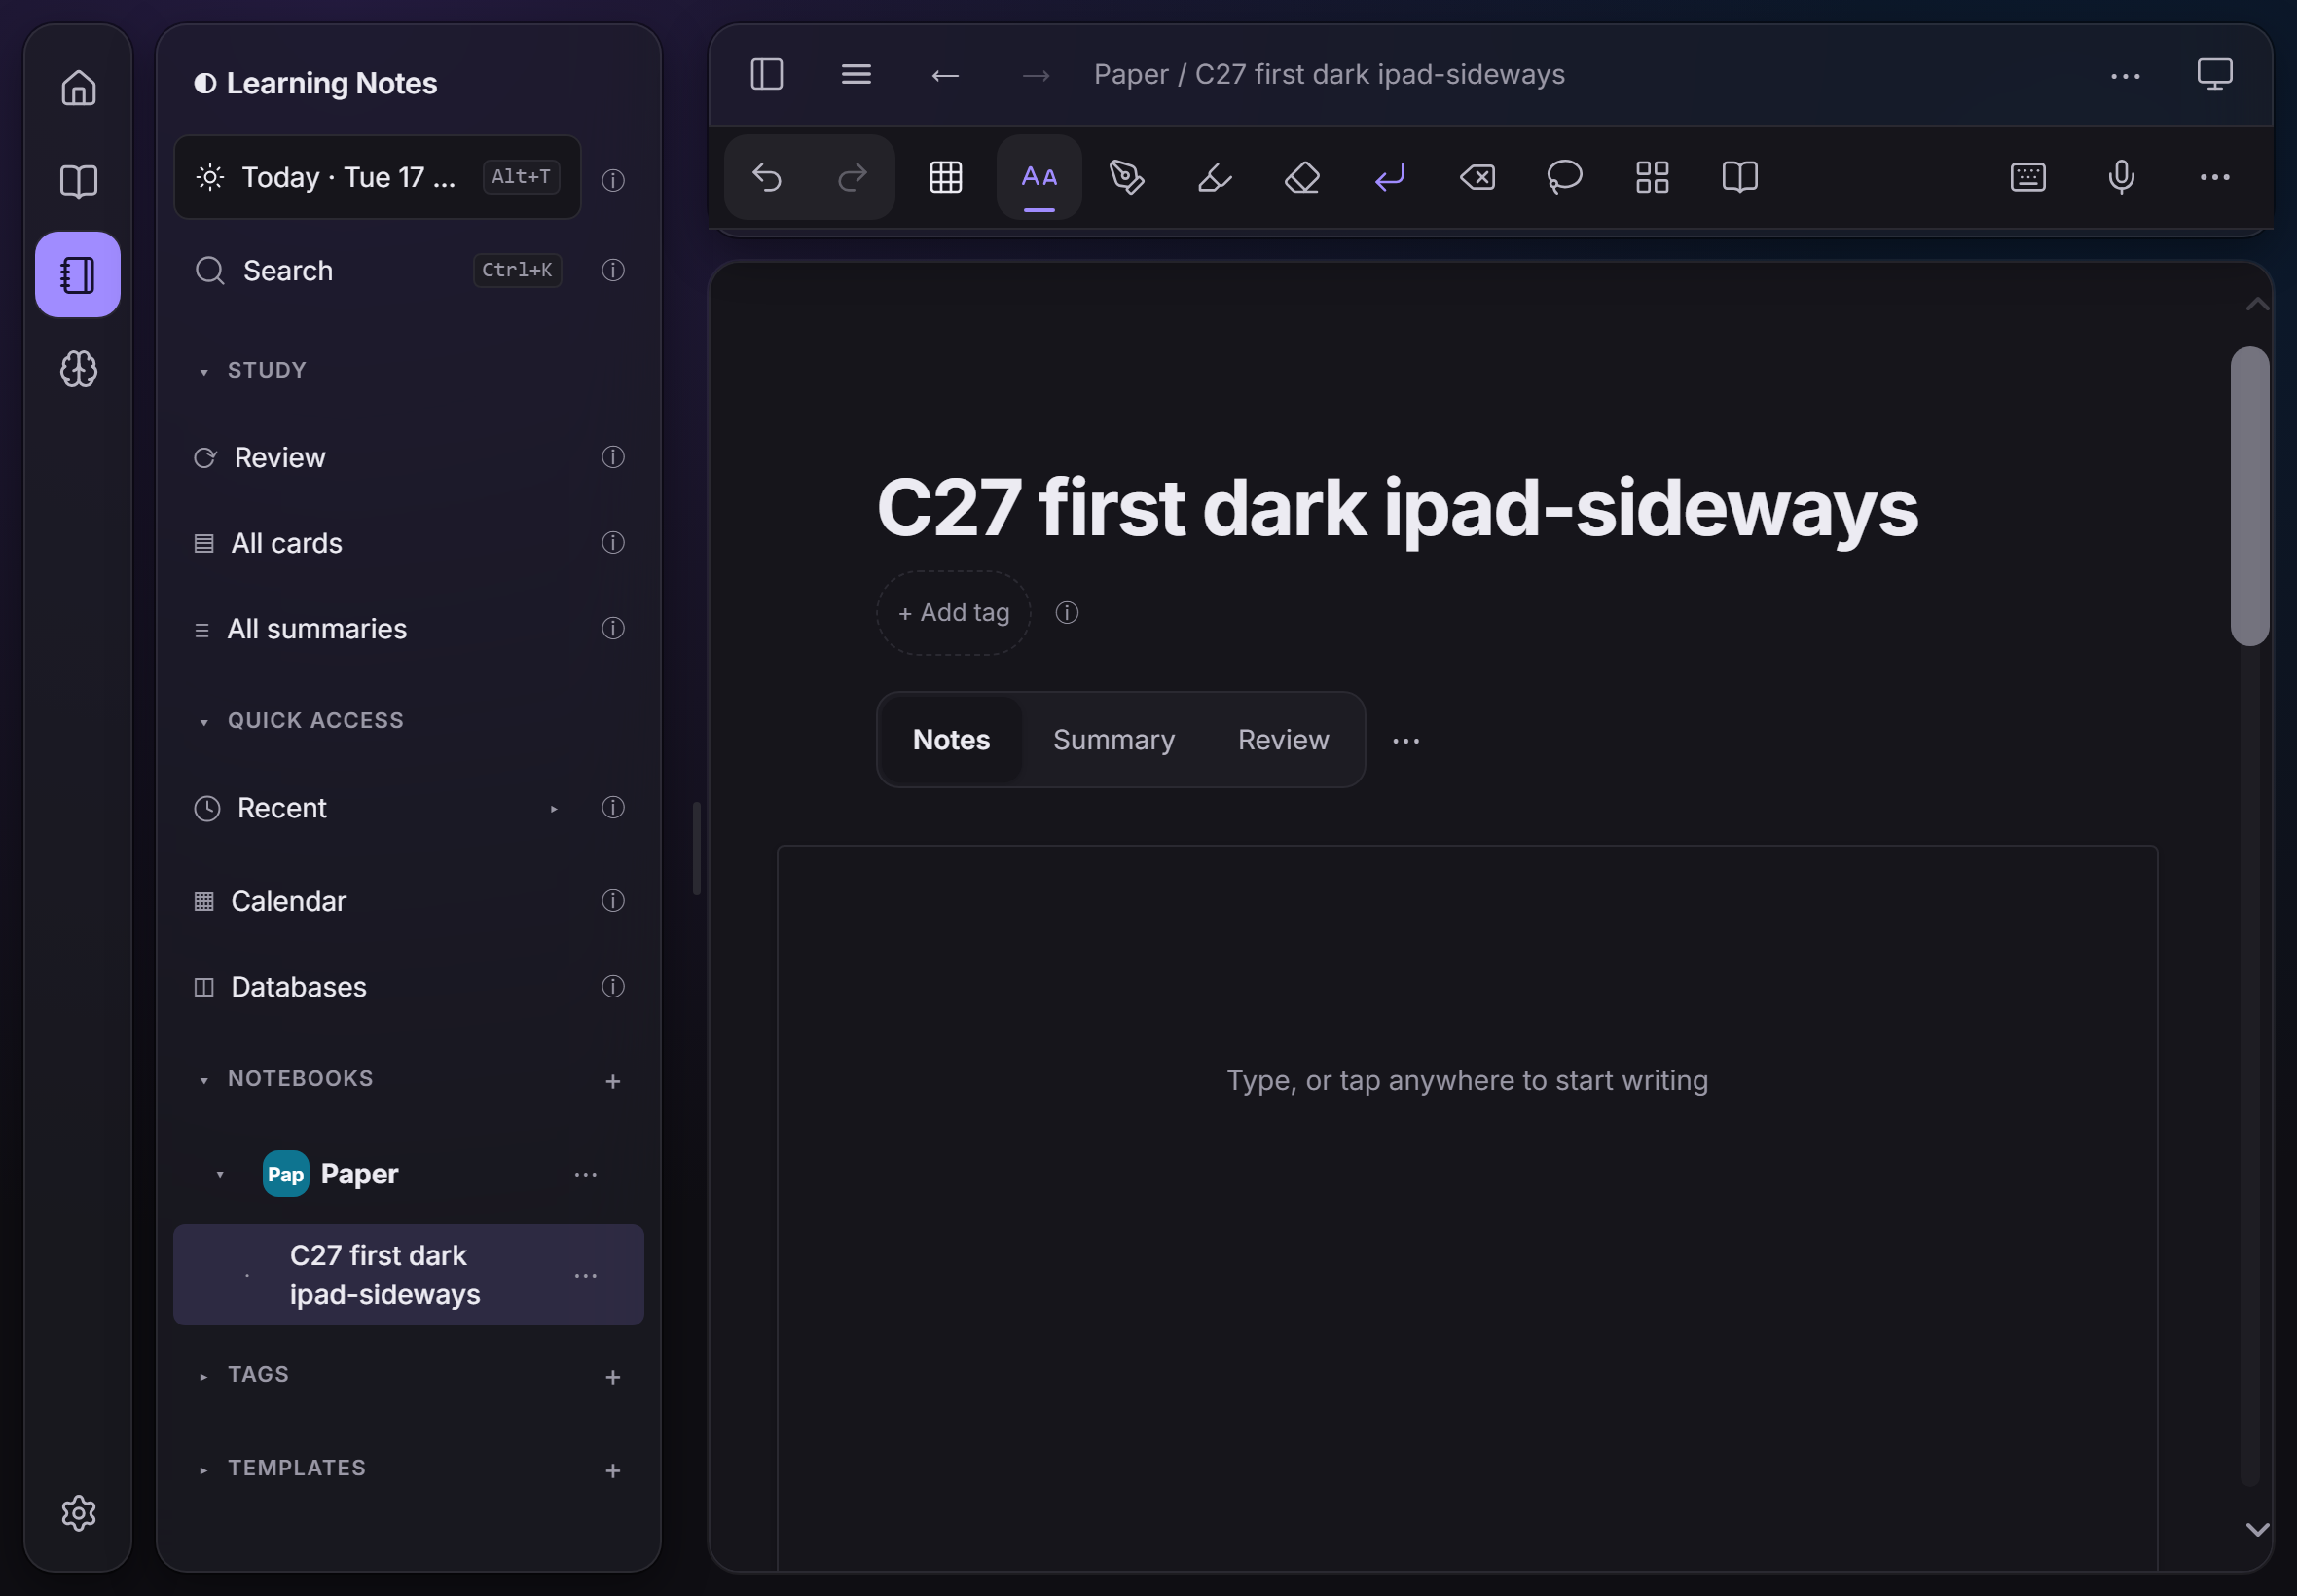 Learning Notes
Today · Tue 17 ... Alt+T
Search Ctrl+K
STUDY
Review
All cards
All summaries
QUICK ACCESS
Recent
Calendar
Databases
NOTEBOOKS
Pap Paper
C27 first dark
ipad-sideways
TAGS
TEMPLATES
Paper / C27 first dark ipad-sideways
AA
C27 first dark ipad-sideways
+ Add tag
Notes Summary Review
Type, or tap anywhere to start writing